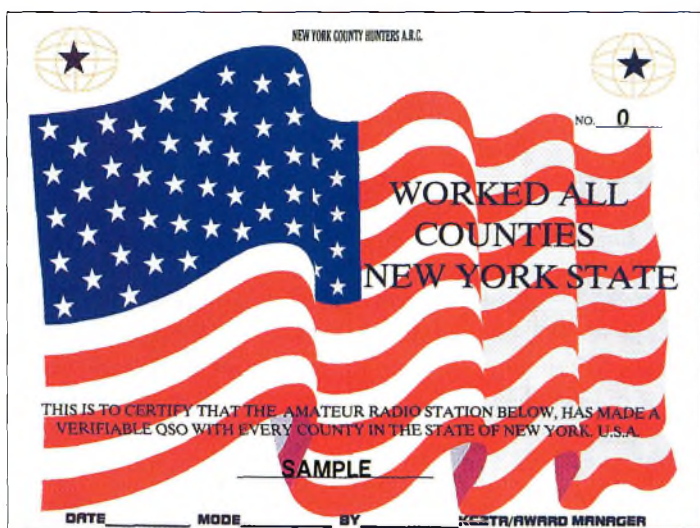 NEW YORK COUNTY HUNTERS A.R.C.
NO. 0
WORKED ALL
COUNTIES
NEW YORK STATE
THIS IS TO CERTIFY THAT THE AMATEUR RADIO STATION BELOW, HAS MADE A
VERIFIABLE QSO WITH EVERY COUNTY IN THE STATE OF NEW YORK. U.S.A.
SAMPLE
DATE MODE BY /AWARD MANAGER